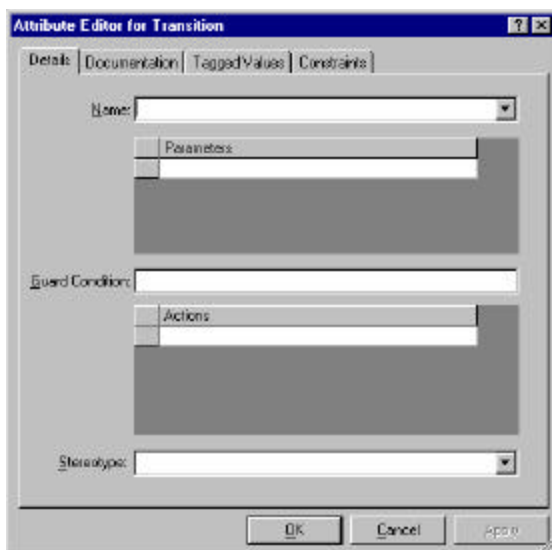 Attribute Editor for Transition
Details Documentation Tagged Values Constraints
Name:
Parameters
Guard Condition:
Actions
Stereotype:
OK Cancel Apply